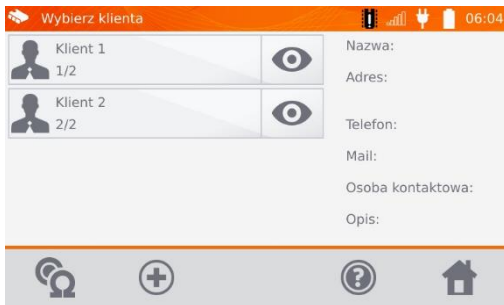 Wybierz klienta
06:04
Klient 1
1/2
Klient 2
2/2
Nazwa:
Adres:
Telefon:
Mail:
Osoba kontaktowa:
Opis: